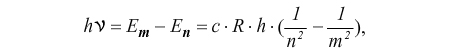 hν = E_m − E_n = c · R · h · (1/n² − 1/m²),